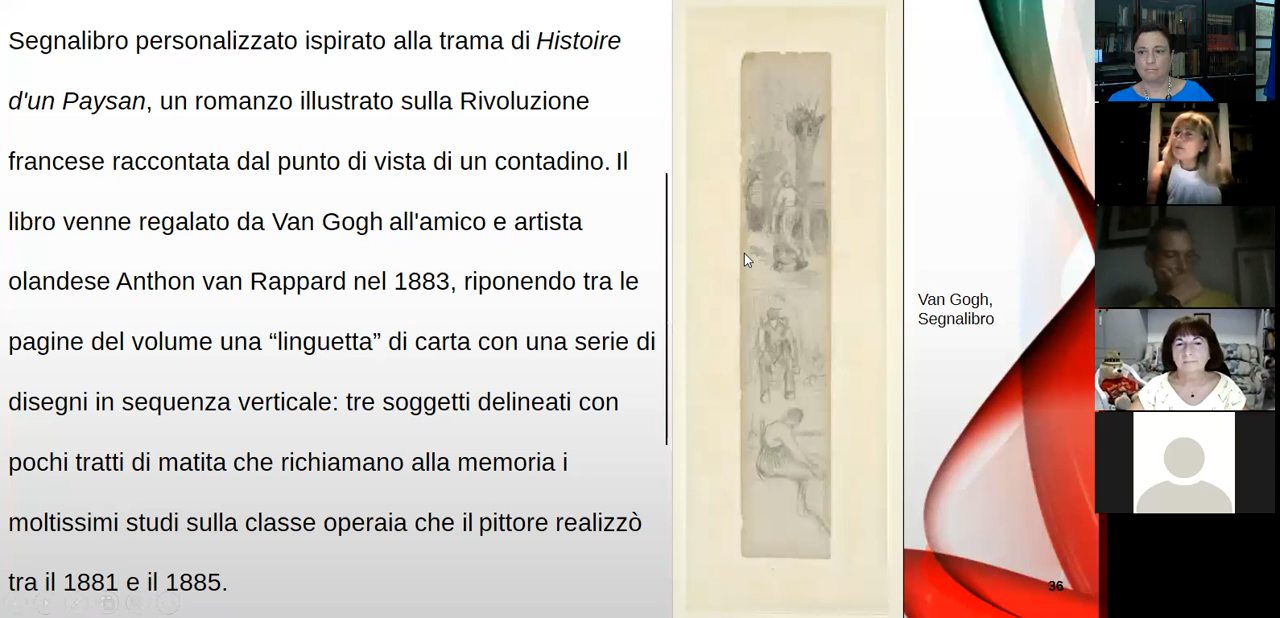 Segnalibro personalizzato ispirato alla trama di Histoire
d'un Paysan, un romanzo illustrato sulla Rivoluzione
francese raccontata dal punto di vista di un contadino. Il
libro venne regalato da Van Gogh all'amico e artista
olandese Anthon van Rappard nel 1883, riponendo tra le
pagine del volume una “linguetta” di carta con una serie di
disegni in sequenza verticale: tre soggetti delineati con
pochi tratti di matita che richiamano alla memoria i
moltissimi studi sulla classe operaia che il pittore realizzò
tra il 1881 e il 1885.
Van Gogh,
Segnalibro
36